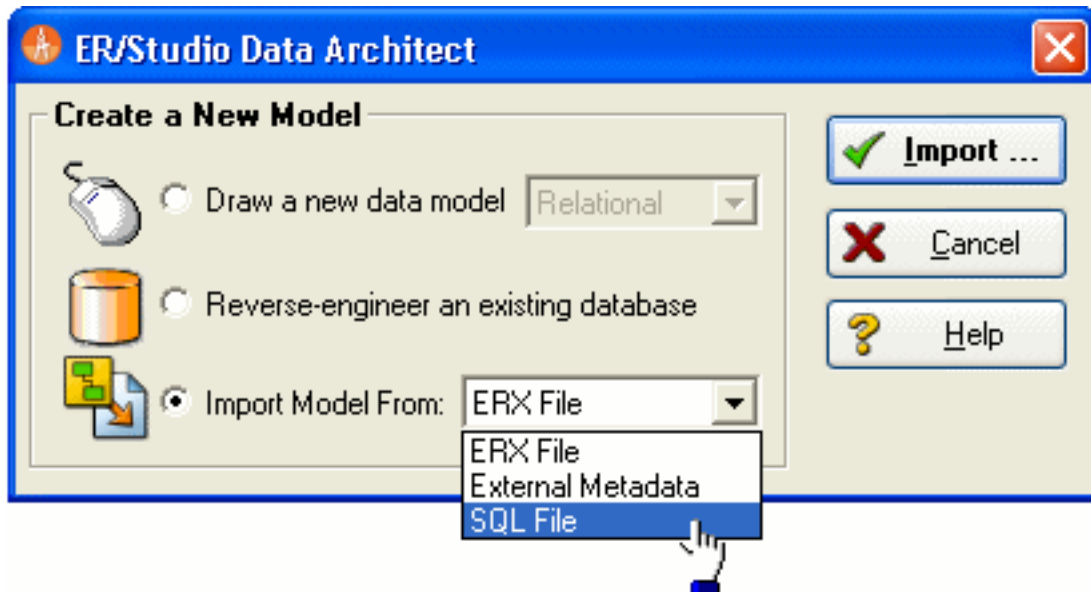 ER/Studio Data Architect
Create a New Model
Import ...
Draw a new data model Relational
Cancel
Reverse-engineer an existing database
Help
Import Model From: ERX File
ERX File
External Metadata
SQL File